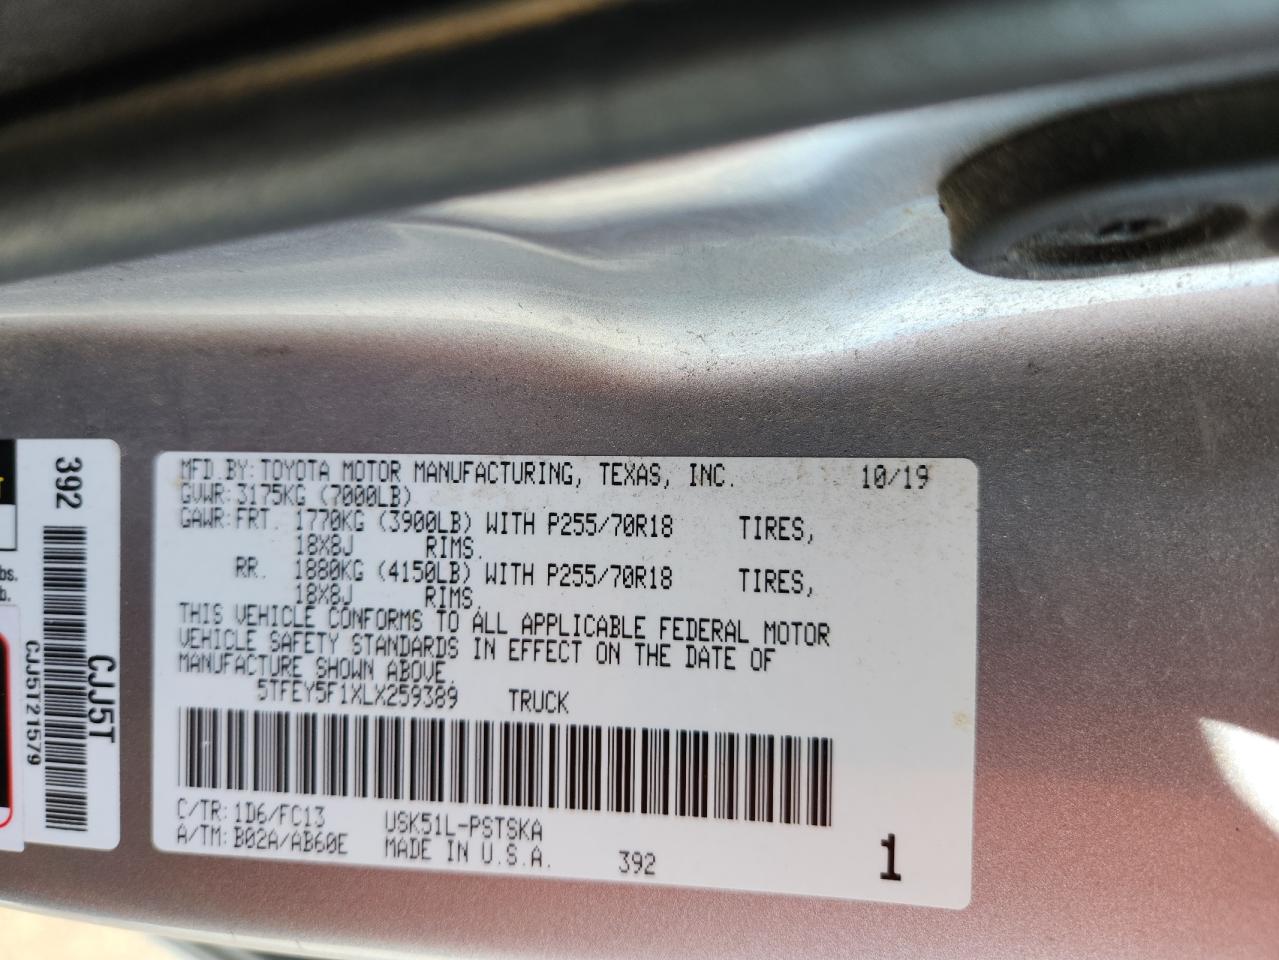 MFD.BY:TOYOTA MOTOR MANUFACTURING, TEXAS, INC. 10/19
GVWR:3175KG (7000LB)
GAWR:FRT. 1770KG (3900LB) WITH P255/70R18 TIRES,
18X8J RIMS.
RR. 1880KG (4150LB) WITH P255/70R18 TIRES,
18X8J RIMS.
THIS VEHICLE CONFORMS TO ALL APPLICABLE FEDERAL MOTOR
VEHICLE SAFETY STANDARDS IN EFFECT ON THE DATE OF
MANUFACTURE SHOWN ABOVE.
5TFEY5F1XLX259389 TRUCK
C/TR:1D6/FC13 USK51L-PSTSKA
A/TM:B02A/AB60E MADE IN U.S.A. 392 1
392
CJJ5T
CJJ5T21579
bs.
b.